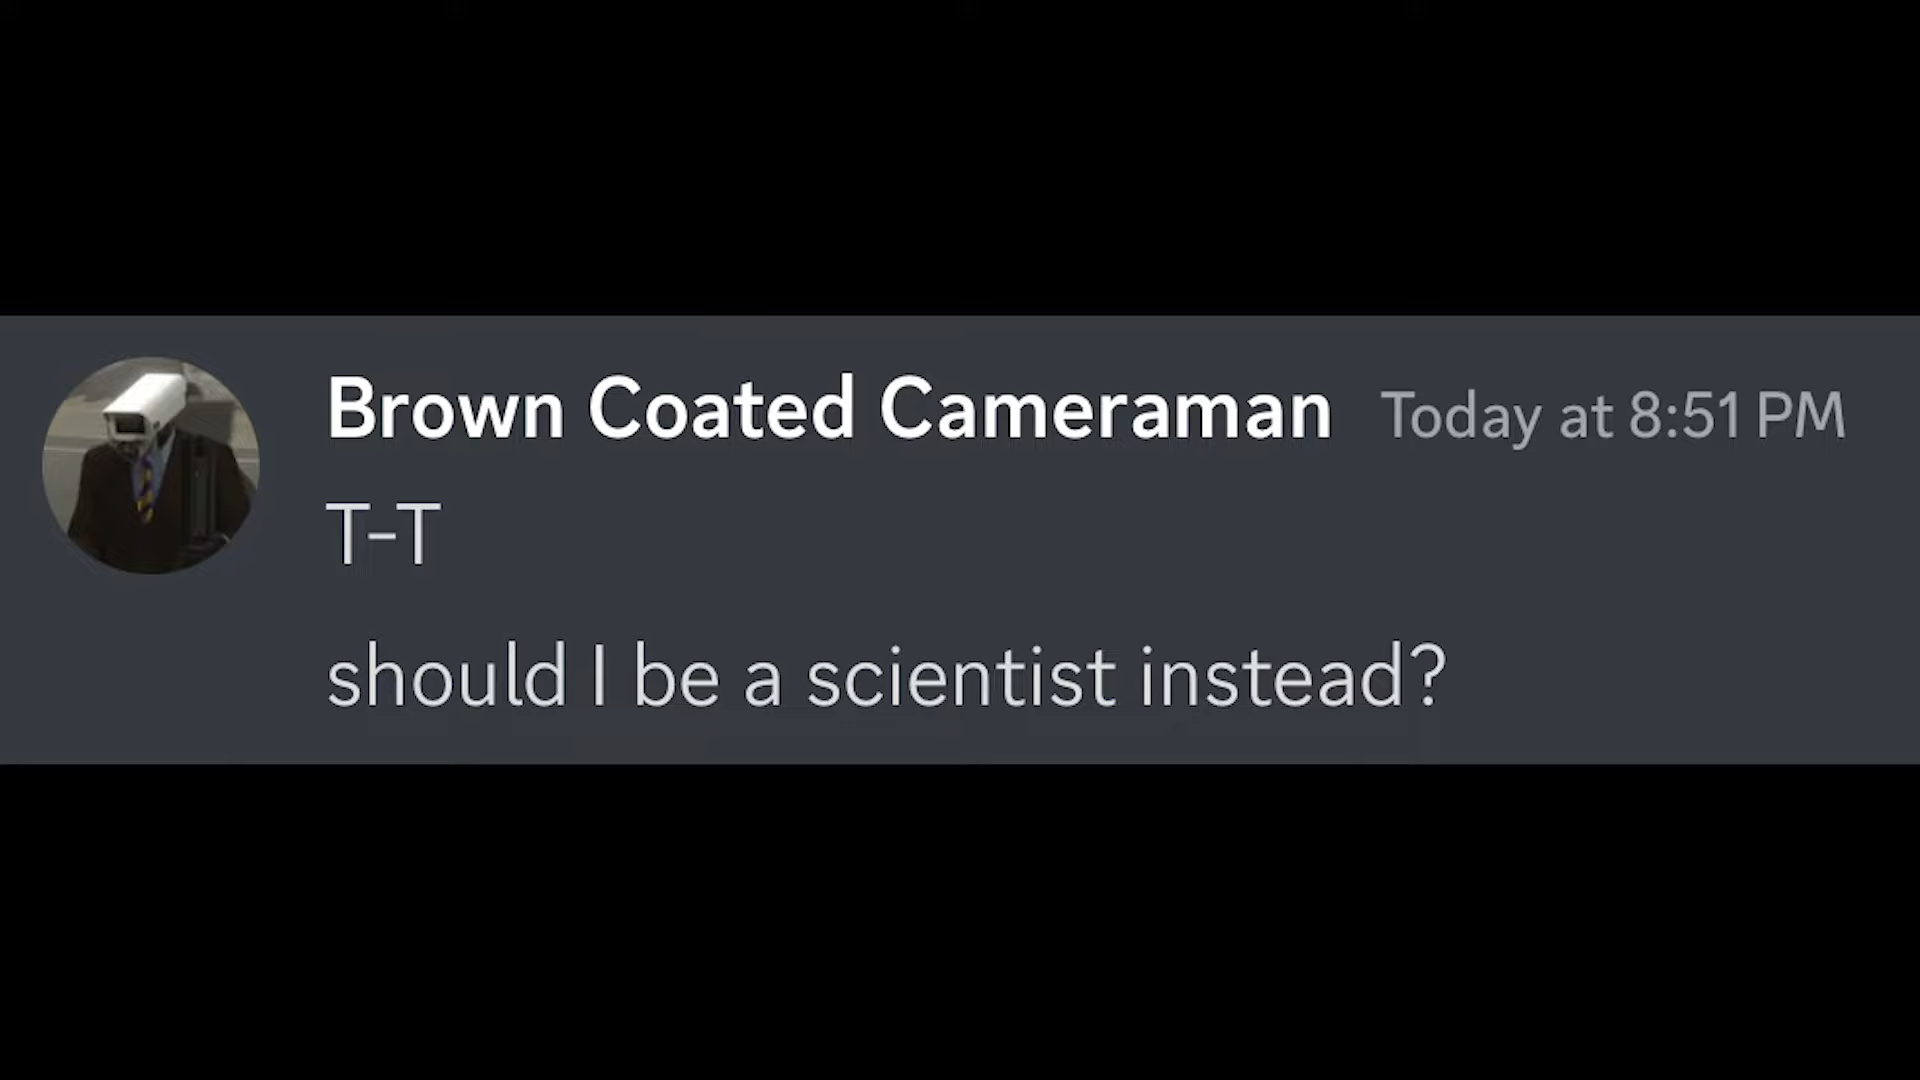 Brown Coated Cameraman Today at 8:51 PM
T-T
should I be a scientist instead?